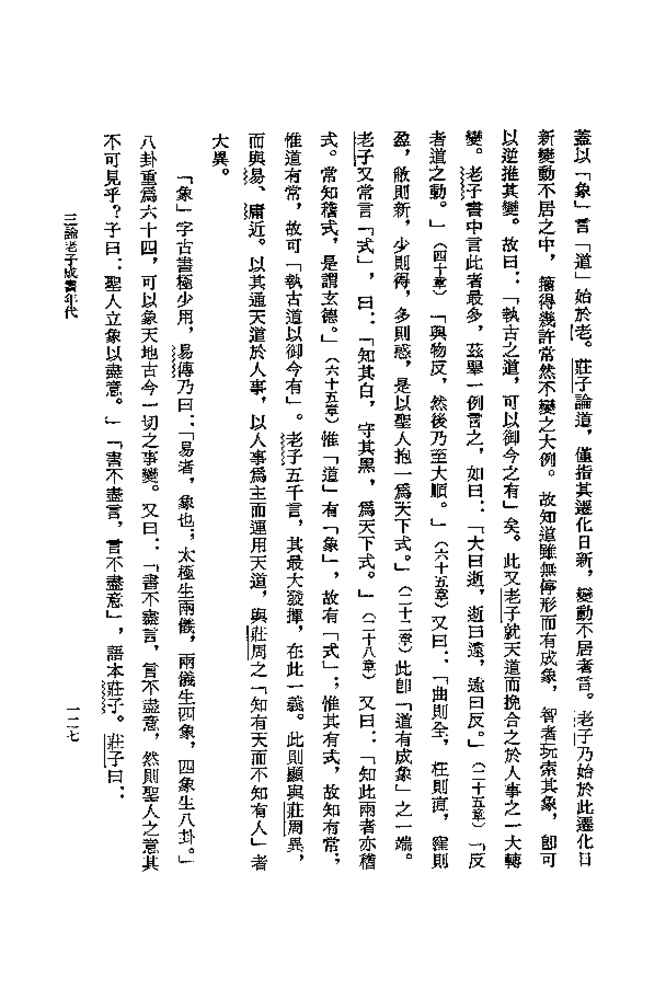 蓋以「象」言「道」始於老。莊子論道，僅指其遷化日新，變動不居者言。老子乃始於此遷化日
新變動不居之中，籀得幾許常然不變之大例。故知道雖無停形而有成象，智者玩索其象，卽可
以逆推其變。故曰：「執古之道，可以御今之有」矣。此又老子就天道而挽合之於人事之一大轉
變。老子書中言此者最多，茲舉一例言之，如曰：「大曰逝，逝曰遠，遠曰反。」（二十五章）「反
者道之動。」（四十章）「與物反，然後乃至大順。」（六十五章）又曰：「曲則全，枉則直，窪則
盈，敝則新，少則得，多則惑，是以聖人抱一爲天下式。」（二十二章）此卽「道有成象」之一端。
老子又常言「式」，曰：「知其白，守其黑，爲天下式。」（二十八章）又曰：「知此兩者亦稽
式。常知稽式，是謂玄德。」（六十五章）惟「道」有「象」，故有「式」；惟其有式，故知有常；
惟道有常，故可「執古道以御今有」。老子五千言，其最大發揮，在此一義。此則顯與莊周異，
而與易、庸近。以其通天道於人事，以人事爲主而運用天道，與莊周之「知有天而不知有人」者
大異。
「象」字古書極少用，易傳乃曰：「易者，象也；太極生兩儀，兩儀生四象，四象生八卦。」
八卦重爲六十四，可以象天地古今一切之事變。又曰：「書不盡言，言不盡意，然則聖人之意其
不可見乎？子曰：聖人立象以盡意。」「書不盡言，言不盡意」，語本莊子。莊子曰：
三論老子成書年代
一二七